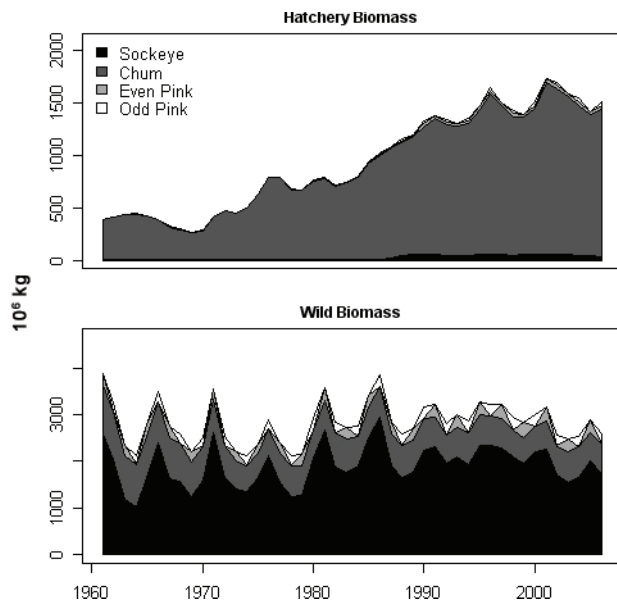 Hatchery Biomass
2000
1500
1000
500
0
Sockeye
Chum
Even Pink
Odd Pink
10⁶ kg
Wild Biomass
3000
1000
0
1960
1970
1980
1990
2000